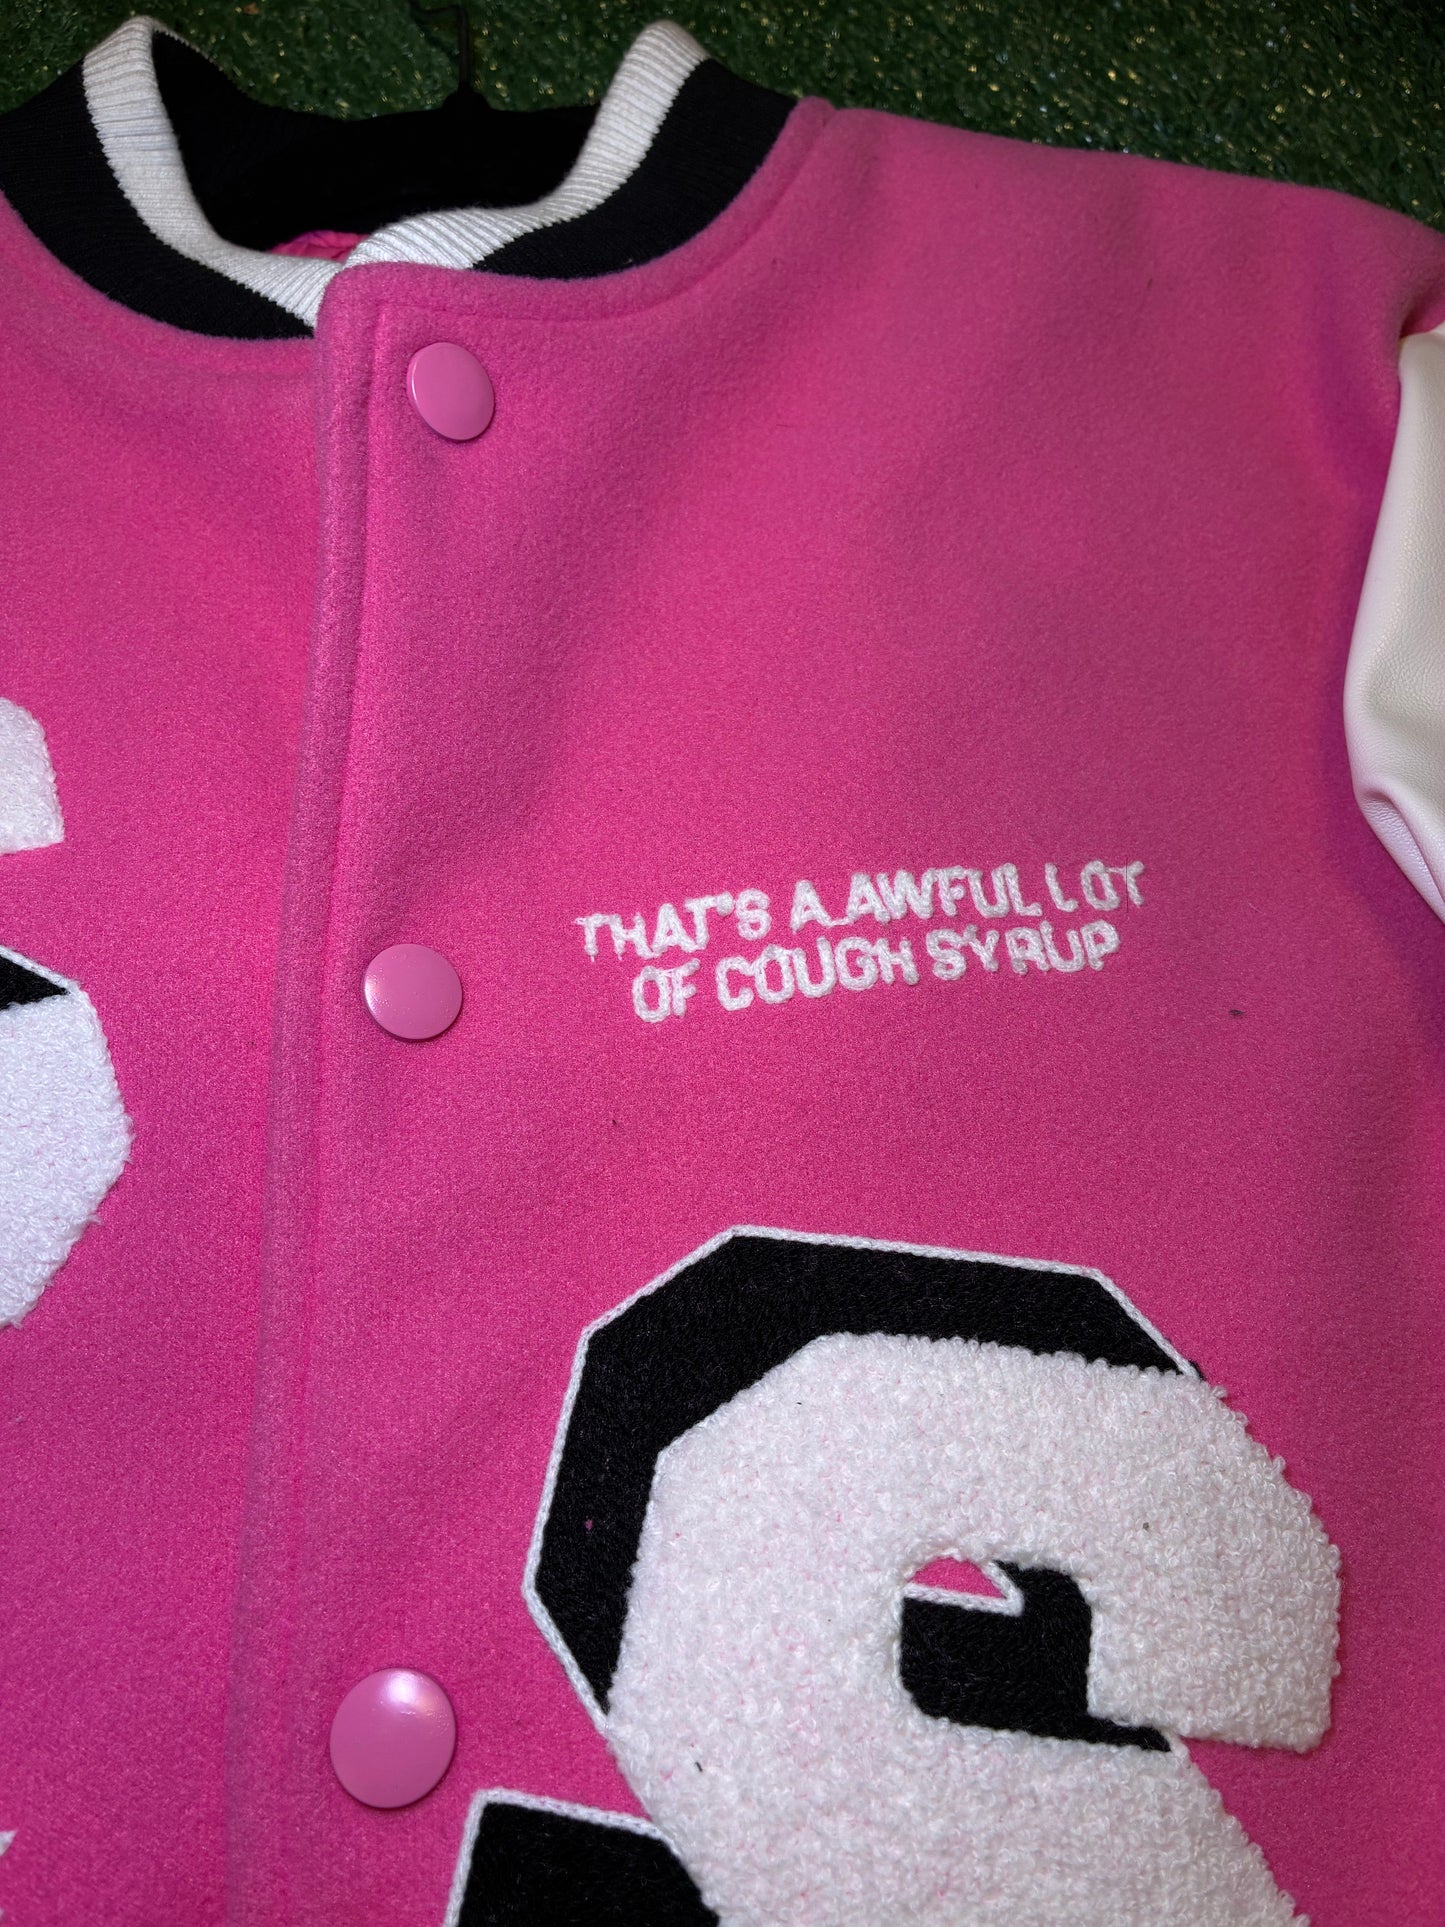 THAT'S A AWFUL LOT
OF COUGH SYRUP
S